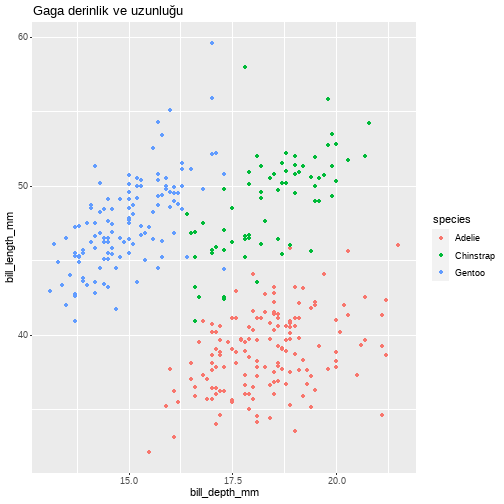 Gaga derinlik ve uzunluğu
60
50
40
bill_length_mm
15.0
17.5
20.0
bill_depth_mm
species
Adelie
Chinstrap
Gentoo